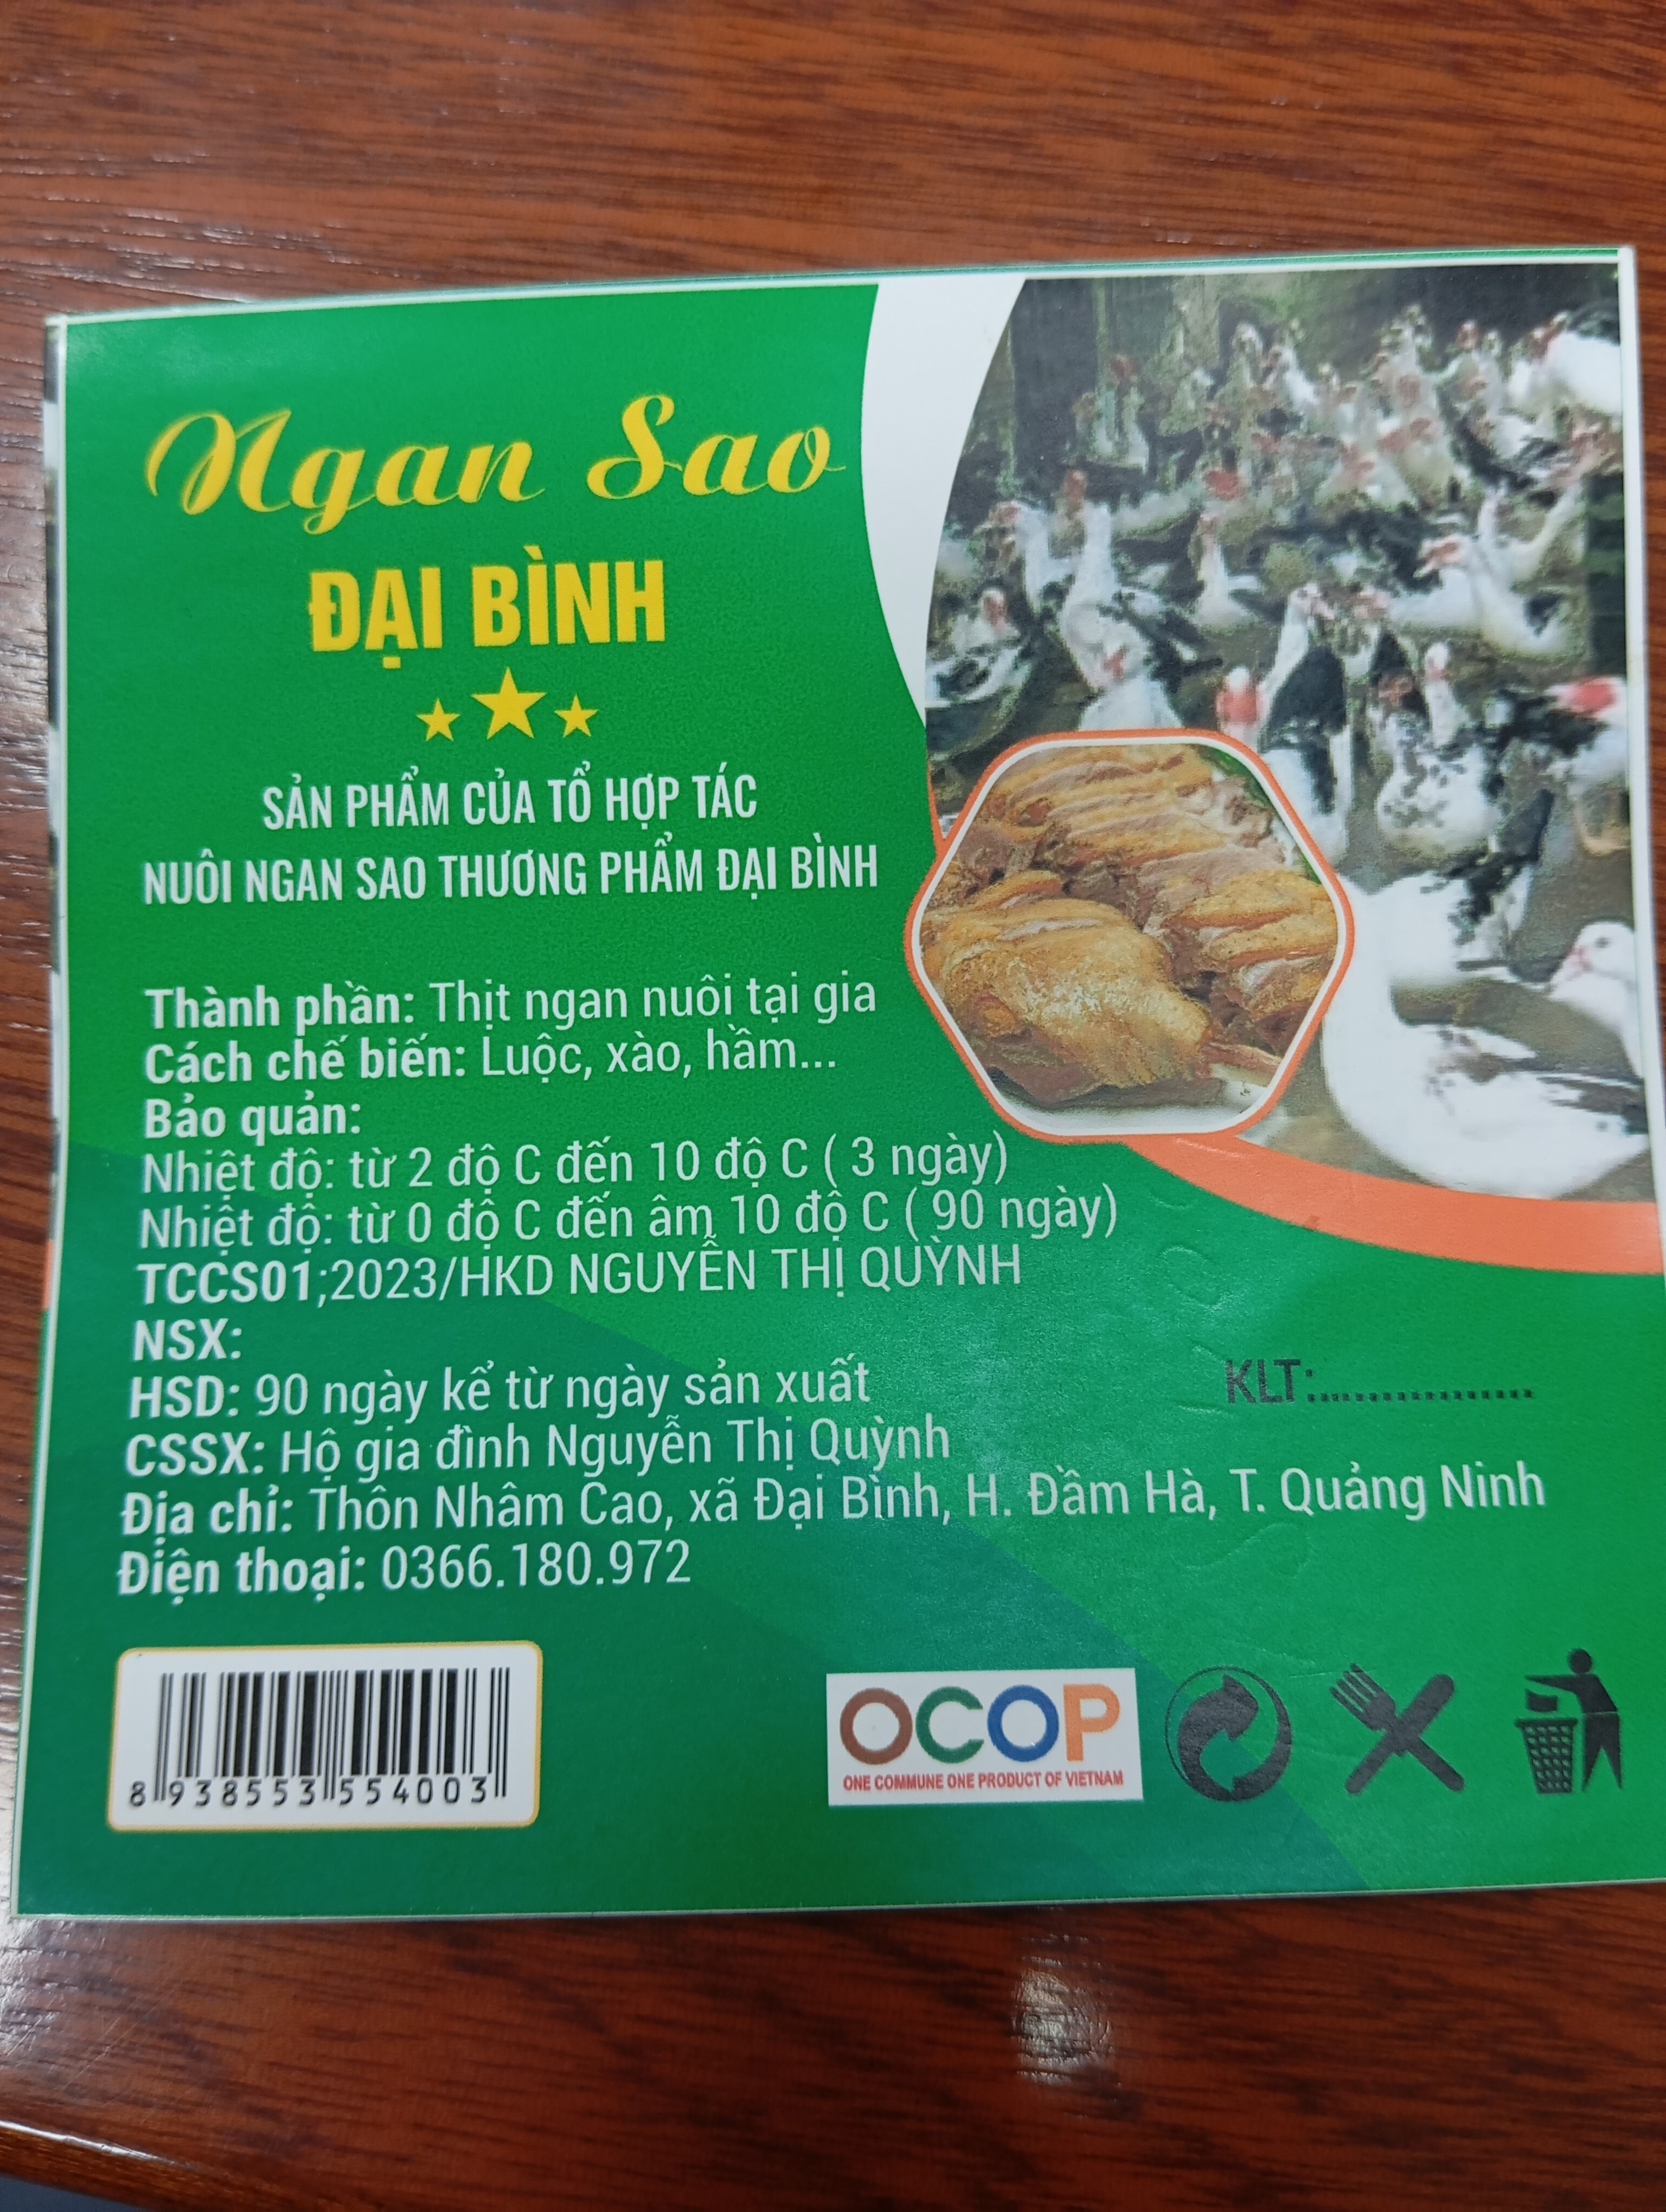 Ngan Sao
ĐẠI BÌNH
SẢN PHẨM CỦA TỔ HỢP TÁC
NUÔI NGAN SAO THƯƠNG PHẨM ĐẠI BÌNH
Thành phần: Thịt ngan nuôi tại gia
Cách chế biến: Luộc, xào, hầm...
Bảo quản:
Nhiệt độ: từ 2 độ C đến 10 độ C ( 3 ngày)
Nhiệt độ: từ 0 độ C đến âm 10 độ C ( 90 ngày)
TCCS01;2023/HKD NGUYỄN THỊ QUỲNH
NSX:
HSD: 90 ngày kể từ ngày sản xuất
KLT:................
CSSX: Hộ gia đình Nguyễn Thị Quỳnh
Địa chỉ: Thôn Nhâm Cao, xã Đại Bình, H. Đầm Hà, T. Quảng Ninh
Điện thoại: 0366.180.972
8 938553 554003
OCOP
ONE COMMUNE ONE PRODUCT OF VIETNAM